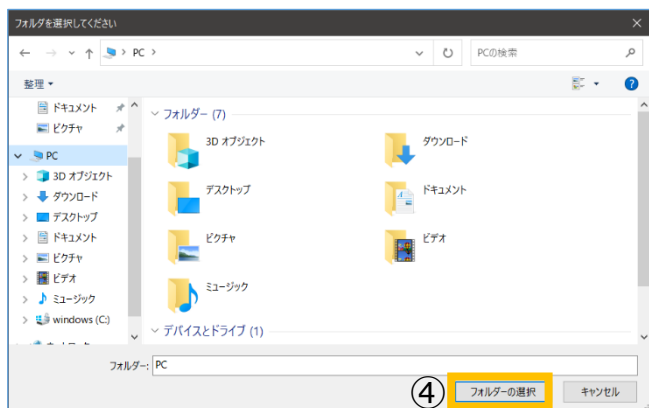 フォルダを選択してください
PC
PCの検索
整理
ドキュメント
ピクチャ
PC
3D オブジェクト
ダウンロード
デスクトップ
ドキュメント
ピクチャ
ビデオ
ミュージック
windows (C:)
フォルダー (7)
3D オブジェクト
ダウンロード
デスクトップ
ドキュメント
ピクチャ
ビデオ
ミュージック
デバイスとドライブ (1)
フォルダー: PC
④ フォルダーの選択 キャンセル